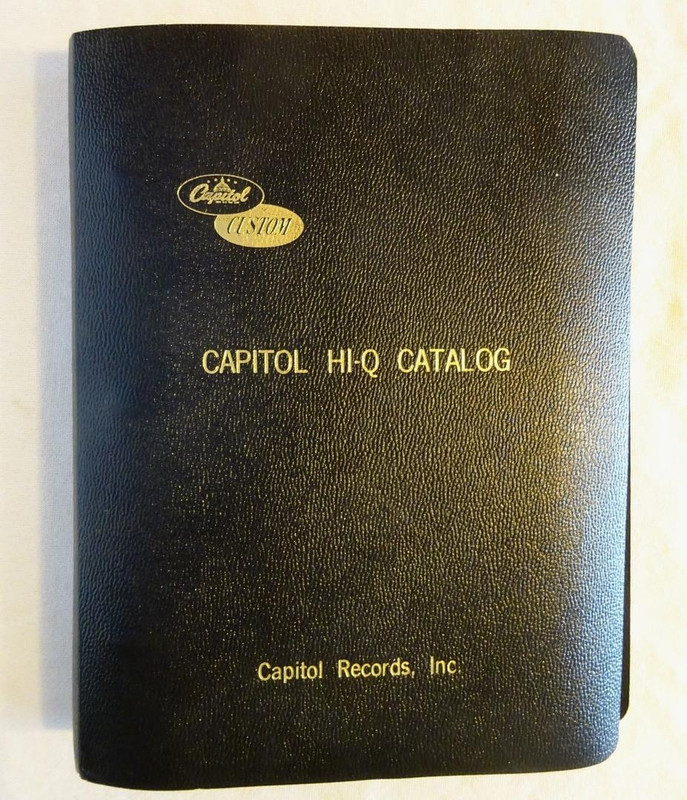 Capitol
CUSTOM
CAPITOL HI-Q CATALOG
Capitol Records, Inc.